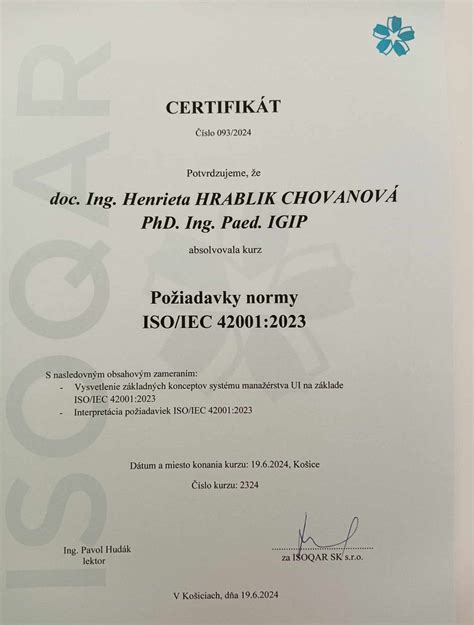 CERTIFIKÁT
Číslo 093/2024
Potvrdzujeme, že
doc. Ing. Henrieta HRABLIK CHOVANOVÁ
PhD. Ing. Paed. IGIP
absolvovala kurz
Požiadavky normy
ISO/IEC 42001:2023
S nasledovným obsahovým zameraním:
- Vysvetlenie základných konceptov systému manažérstva UI na základe
ISO/IEC 42001:2023
- Interpretácia požiadaviek ISO/IEC 42001:2023
Dátum a miesto konania kurzu: 19.6.2024, Košice
Číslo kurzu: 2324
Ing. Pavol Hudák
lektor
za ISOQAR SK s.r.o.
V Košiciach, dňa 19.6.2024
ISOQAR